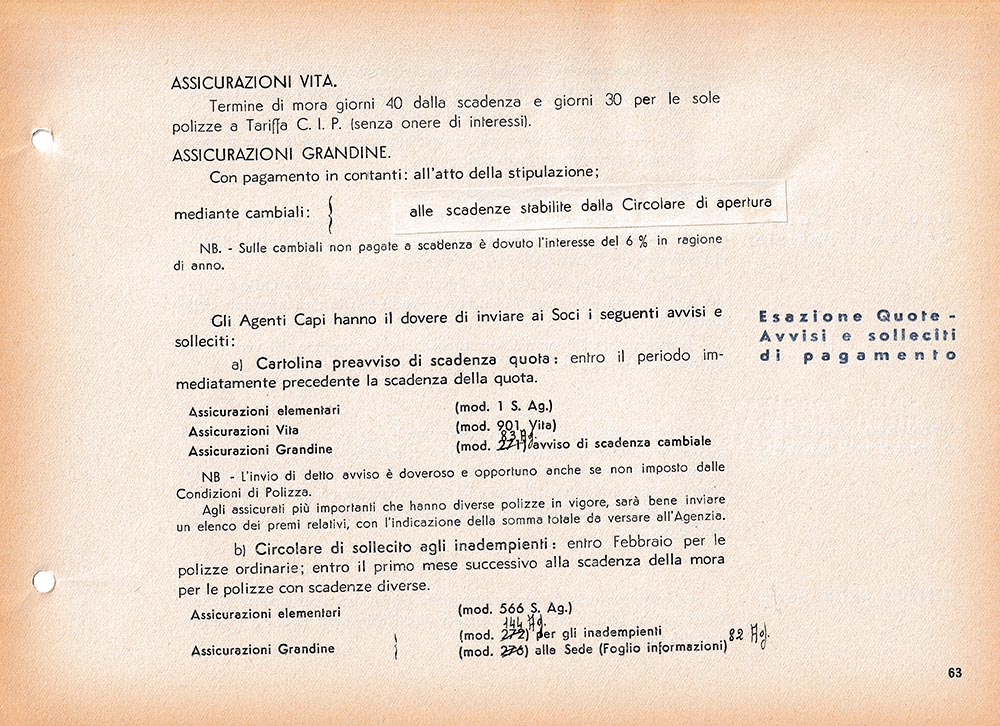 ASSICURAZIONI VITA.
Termine di mora giorni 40 dalla scadenza e giorni 30 per le sole
polizze a Tariffa C. I. P. (senza onere di interessi).
ASSICURAZIONI GRANDINE.
Con pagamento in contanti: all'atto della stipulazione;
mediante cambiali: { alle scadenze stabilite dalla Circolare di apertura
NB. - Sulle cambiali non pagate a scadenza è dovuto l'interesse del 6 % in ragione
di anno.
Gli Agenti Capi hanno il dovere di inviare ai Soci i seguenti avvisi e
solleciti:
Esazione Quote -
Avvisi e solleciti
di pagamento
a) Cartolina preavviso di scadenza quota: entro il periodo im-
mediatamente precedente la scadenza della quota.
Assicurazioni elementari (mod. 1 S. Ag.)
Assicurazioni Vita (mod. 901 Vita)
83 Ag.
Assicurazioni Grandine (mod. 271) avviso di scadenza cambiale
NB - L'invio di detto avviso è doveroso e opportuno anche se non imposto dalle
Condizioni di Polizza.
Agli assicurati più importanti che hanno diverse polizze in vigore, sarà bene inviare
un elenco dei premi relativi, con l'indicazione della somma totale da versare all'Agenzia.
b) Circolare di sollecito agli inadempienti: entro Febbraio per le
polizze ordinarie; entro il primo mese successivo alla scadenza della mora
per le polizze con scadenze diverse.
Assicurazioni elementari (mod. 566 S. Ag.)
144 Ag.
(mod. 272) per gli inadempienti
Assicurazioni Grandine } (mod. 276) alla Sede (Foglio informazioni) 82 Ag.
63